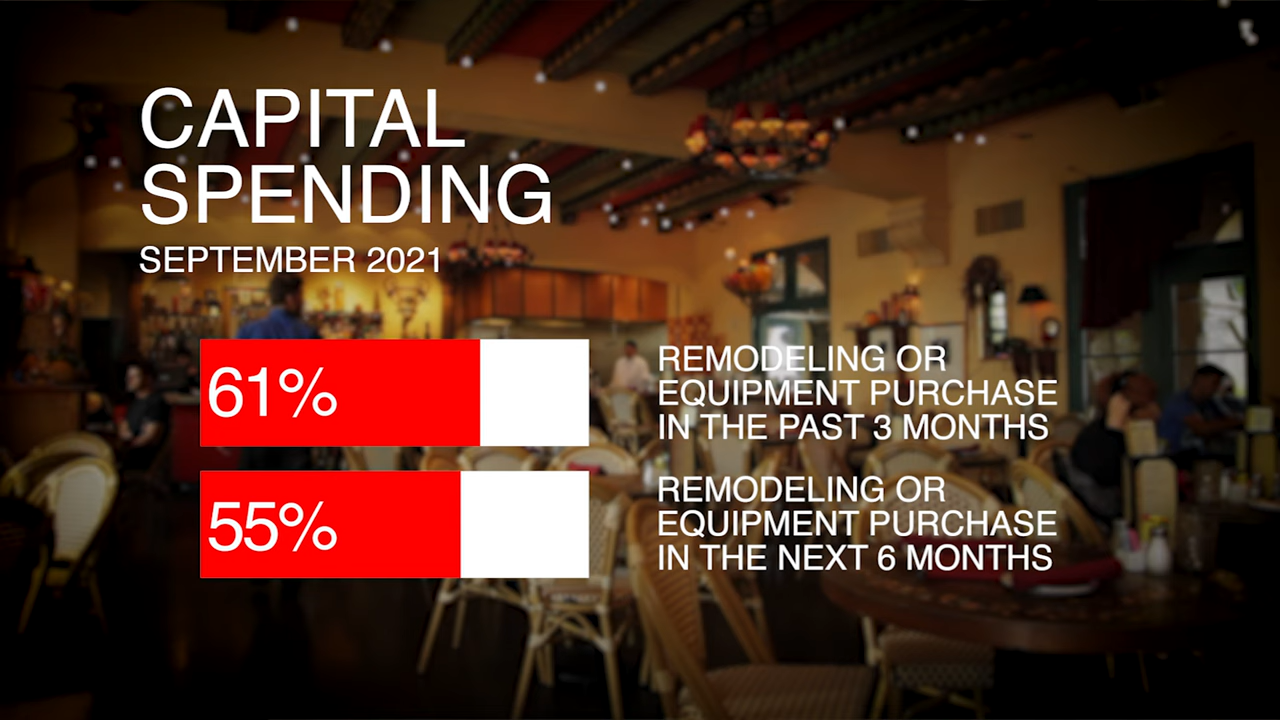 CAPITAL
SPENDING
SEPTEMBER 2021
61%
REMODELING OR
EQUIPMENT PURCHASE
IN THE PAST 3 MONTHS
55%
REMODELING OR
EQUIPMENT PURCHASE
IN THE NEXT 6 MONTHS